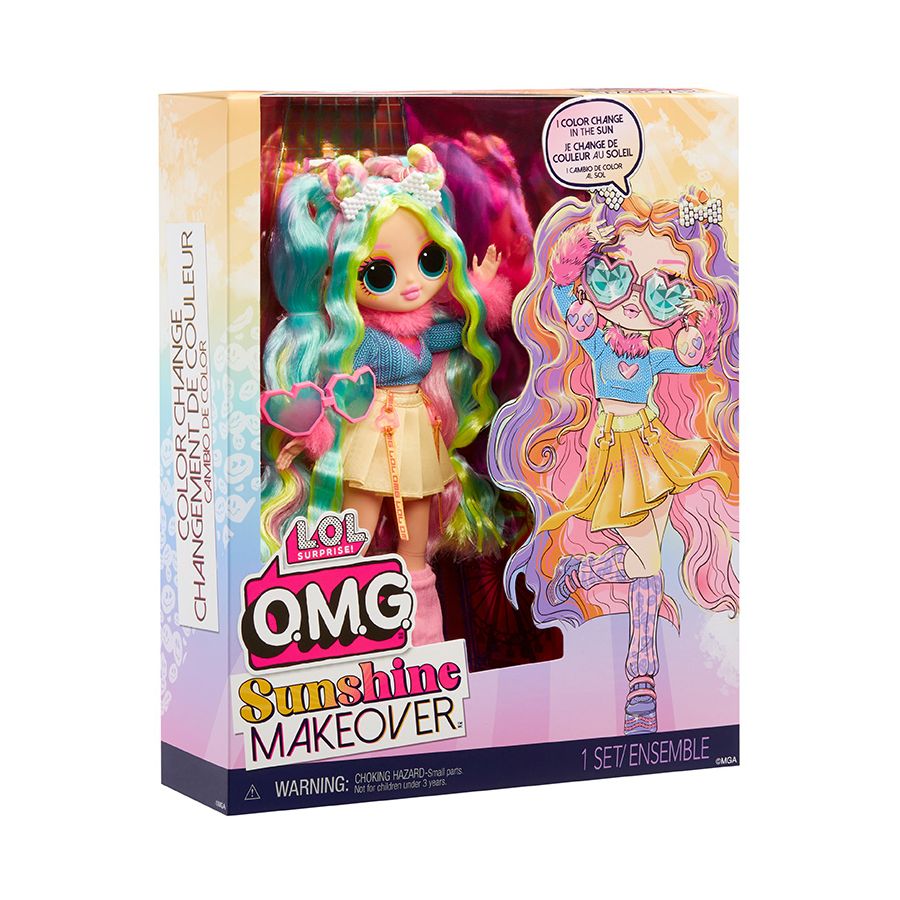 I COLOR CHANGE
IN THE SUN
JE CHANGE DE
COULEUR AU SOLEIL
I CAMBIO DE COLOR
AL SOL
COLOR CHANGE
CHANGEMENT DE COULEUR
CAMBIO DE COLOR
L.O.L
SURPRISE!
O.M.G.
Sunshine
MAKEOVER™
WARNING: CHOKING HAZARD-Small parts.
Not for children under 3 years.
1 SET/ENSEMBLE
©MGA
©MGA